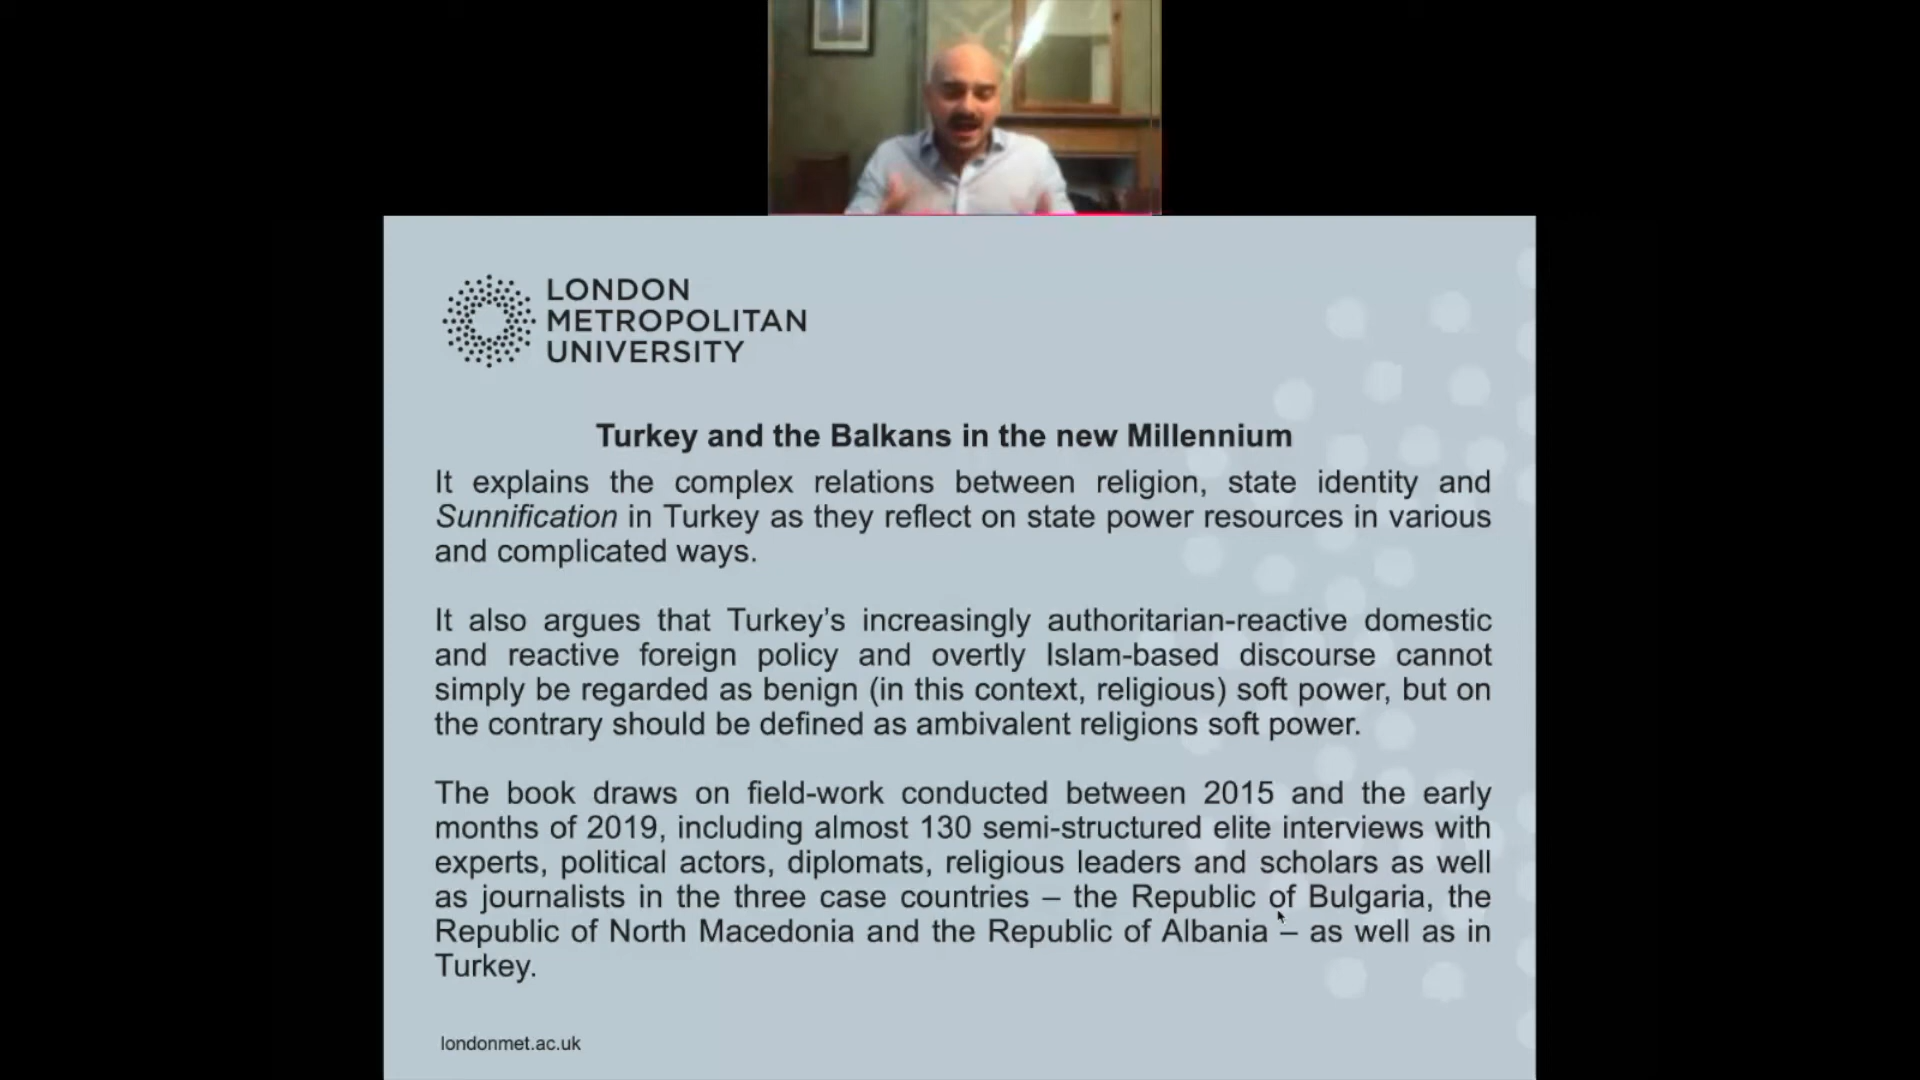 LONDON
METROPOLITAN
UNIVERSITY
Turkey and the Balkans in the new Millennium
It explains the complex relations between religion, state identity and
Sunnification in Turkey as they reflect on state power resources in various
and complicated ways.
It also argues that Turkey’s increasingly authoritarian-reactive domestic
and reactive foreign policy and overtly Islam-based discourse cannot
simply be regarded as benign (in this context, religious) soft power, but on
the contrary should be defined as ambivalent religions soft power.
The book draws on field-work conducted between 2015 and the early
months of 2019, including almost 130 semi-structured elite interviews with
experts, political actors, diplomats, religious leaders and scholars as well
as journalists in the three case countries – the Republic of Bulgaria, the
Republic of North Macedonia and the Republic of Albania – as well as in
Turkey.
londonmet.ac.uk